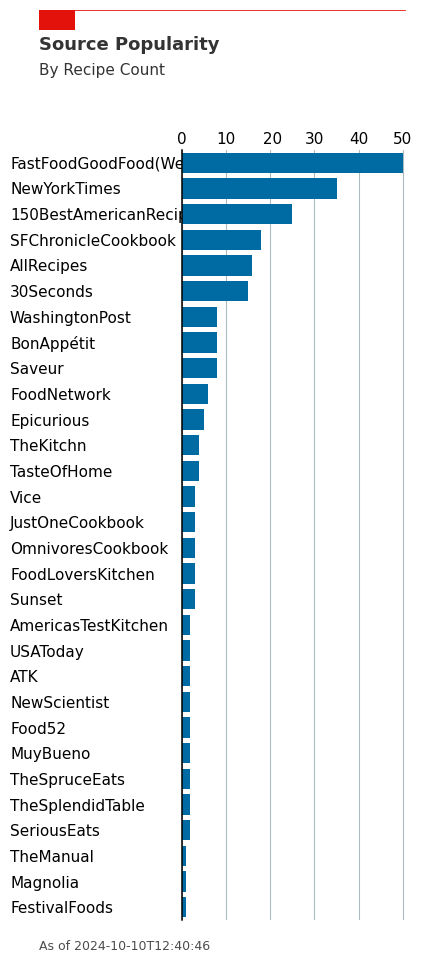 Source Popularity
By Recipe Count
0 10 20 30 40 50
FastFoodGoodFood(We
NewYorkTimes
150BestAmericanRecip
SFChronicleCookbook
AllRecipes
30Seconds
WashingtonPost
BonAppétit
Saveur
FoodNetwork
Epicurious
TheKitchn
TasteOfHome
Vice
JustOneCookbook
OmnivoresCookbook
FoodLoversKitchen
Sunset
AmericasTestKitchen
USAToday
ATK
NewScientist
Food52
MuyBueno
TheSpruceEats
TheSplendidTable
SeriousEats
TheManual
Magnolia
FestivalFoods
As of 2024-10-10T12:40:46